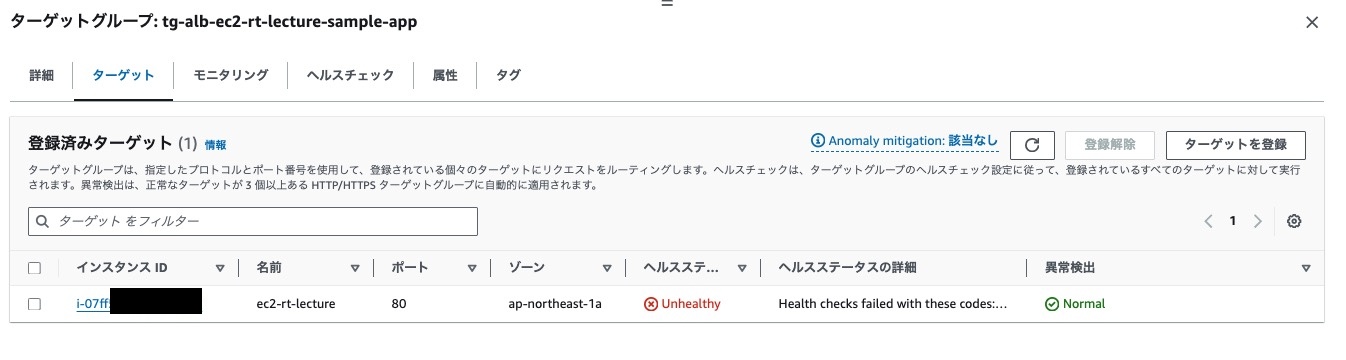 ターゲットグループ: tg-alb-ec2-rt-lecture-sample-app
詳細 ターゲット モニタリング ヘルスチェック 属性 タグ
登録済みターゲット (1) 情報
Anomaly mitigation: 該当なし 登録解除 ターゲットを登録
ターゲットグループは、指定したプロトコルとポート番号を使用して、登録されている個々のターゲットにリクエストをルーティングします。ヘルスチェックは、ターゲットグループのヘルスチェック設定に従って、登録されているすべてのターゲットに対して実行
されます。異常検出は、正常なターゲットが 3 個以上ある HTTP/HTTPS ターゲットグループに自動的に適用されます。
ターゲット をフィルター
1
インスタンス ID 名前 ポート ゾーン ヘルスステ... ヘルスステータスの詳細 異常検出
i-07ff ec2-rt-lecture 80 ap-northeast-1a Unhealthy Health checks failed with these codes:... Normal